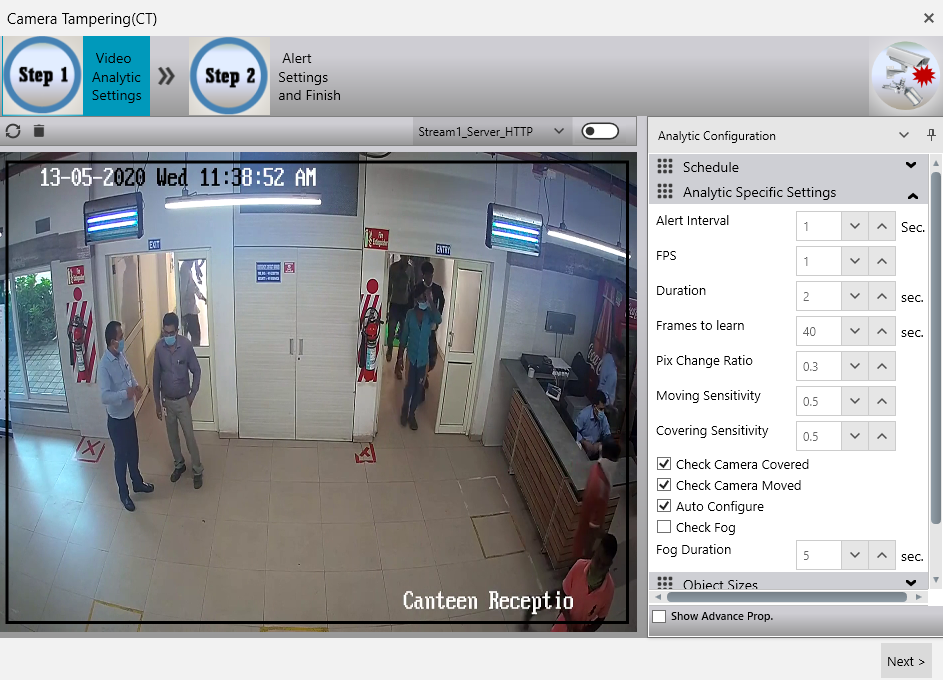 Camera Tampering(CT)
Step 1
Video
Analytic
Settings
Step 2
Alert
Settings
and Finish
Stream1_Server_HTTP
13-05-2020 Wed 11:38:52 AM
EXIT
Fire
Extinguisher
ENTRY
Canteen Receptio
Analytic Configuration
Schedule
Analytic Specific Settings
Alert Interval 1 Sec.
FPS 1
Duration 2 sec.
Frames to learn 40 sec.
Pix Change Ratio 0.3
Moving Sensitivity 0.5
Covering Sensitivity 0.5
Check Camera Covered
Check Camera Moved
Auto Configure
Check Fog
Fog Duration 5 sec.
Object Sizes
Show Advance Prop.
Next >